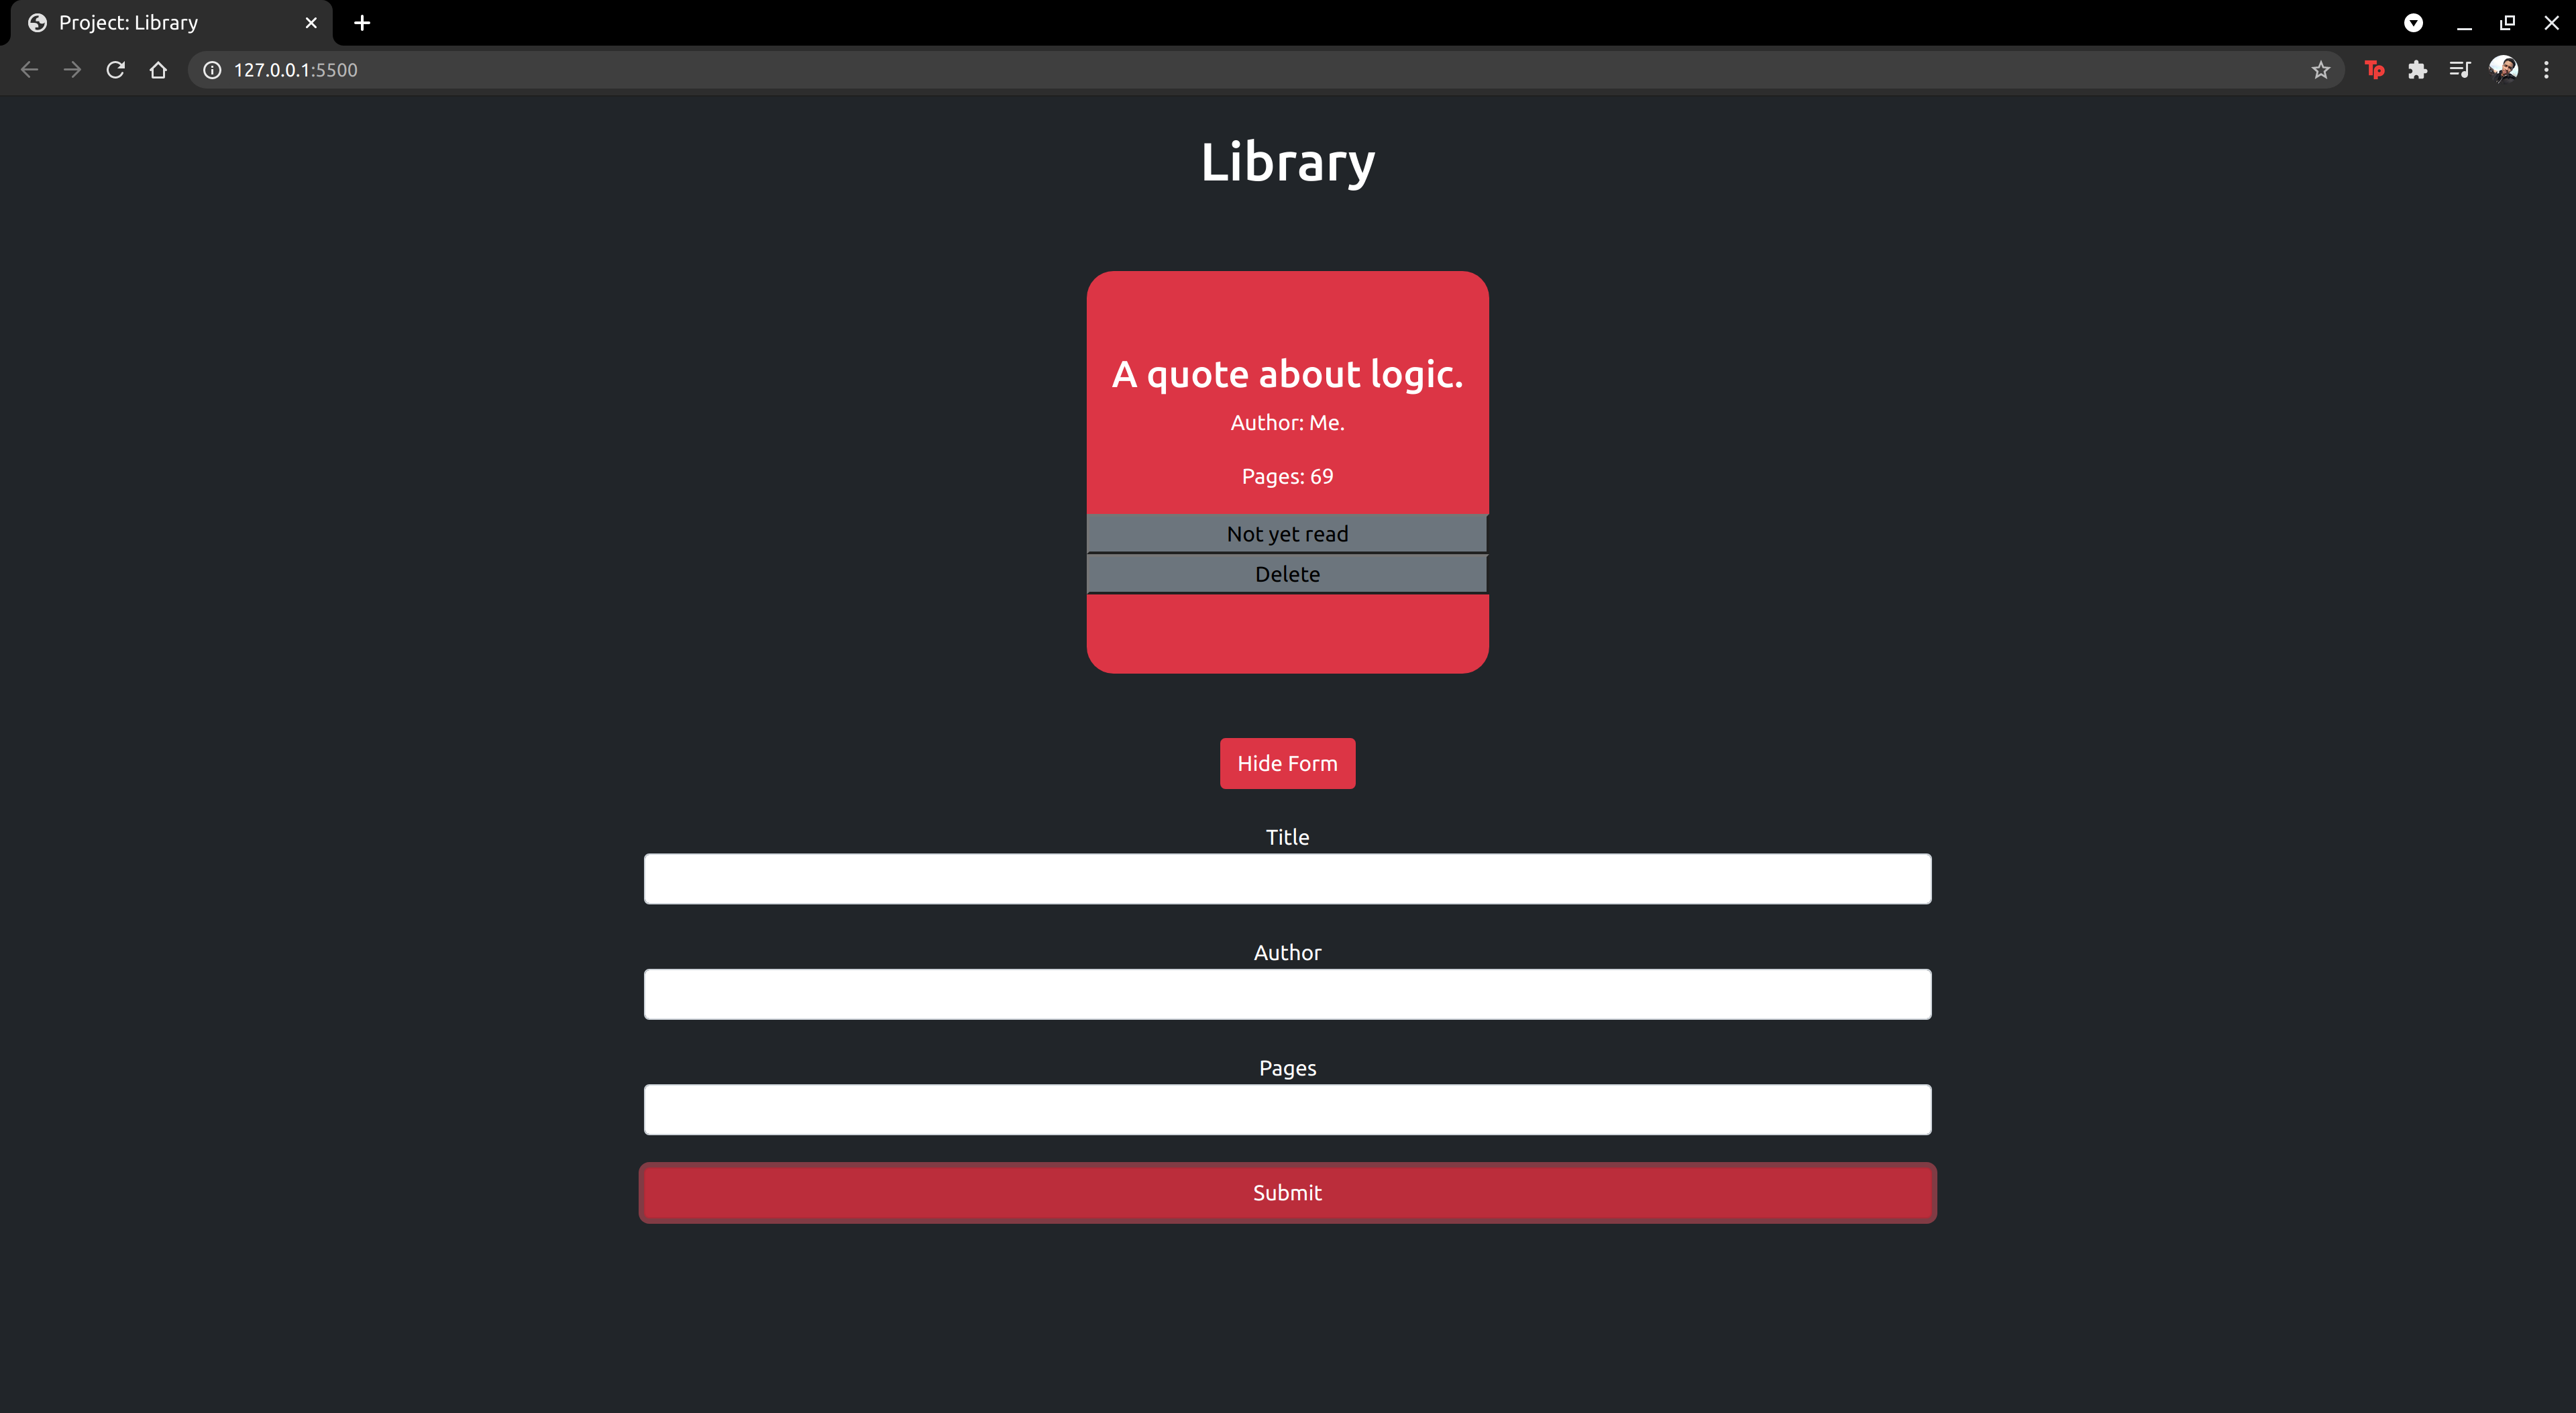 Project: Library
127.0.0.1:5500
Tp
Library
A quote about logic.
Author: Me.
Pages: 69
Not yet read
Delete
Hide Form
Title
Author
Pages
Submit